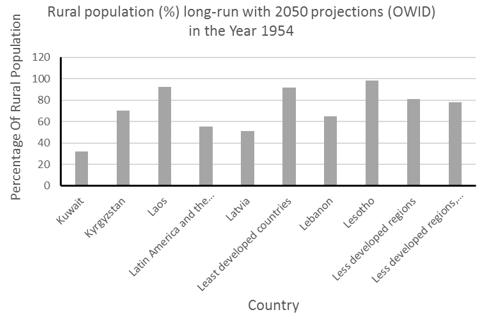 Rural population (%) long-run with 2050 projections (OWID)
in the Year 1954
Percentage Of Rural Population
120
100
80
60
40
20
0
Kuwait
Kyrgyzstan
Laos
Latin America and the...
Latvia
Least developed countries
Lebanon
Lesotho
Less developed regions
Less developed regions,...
Country